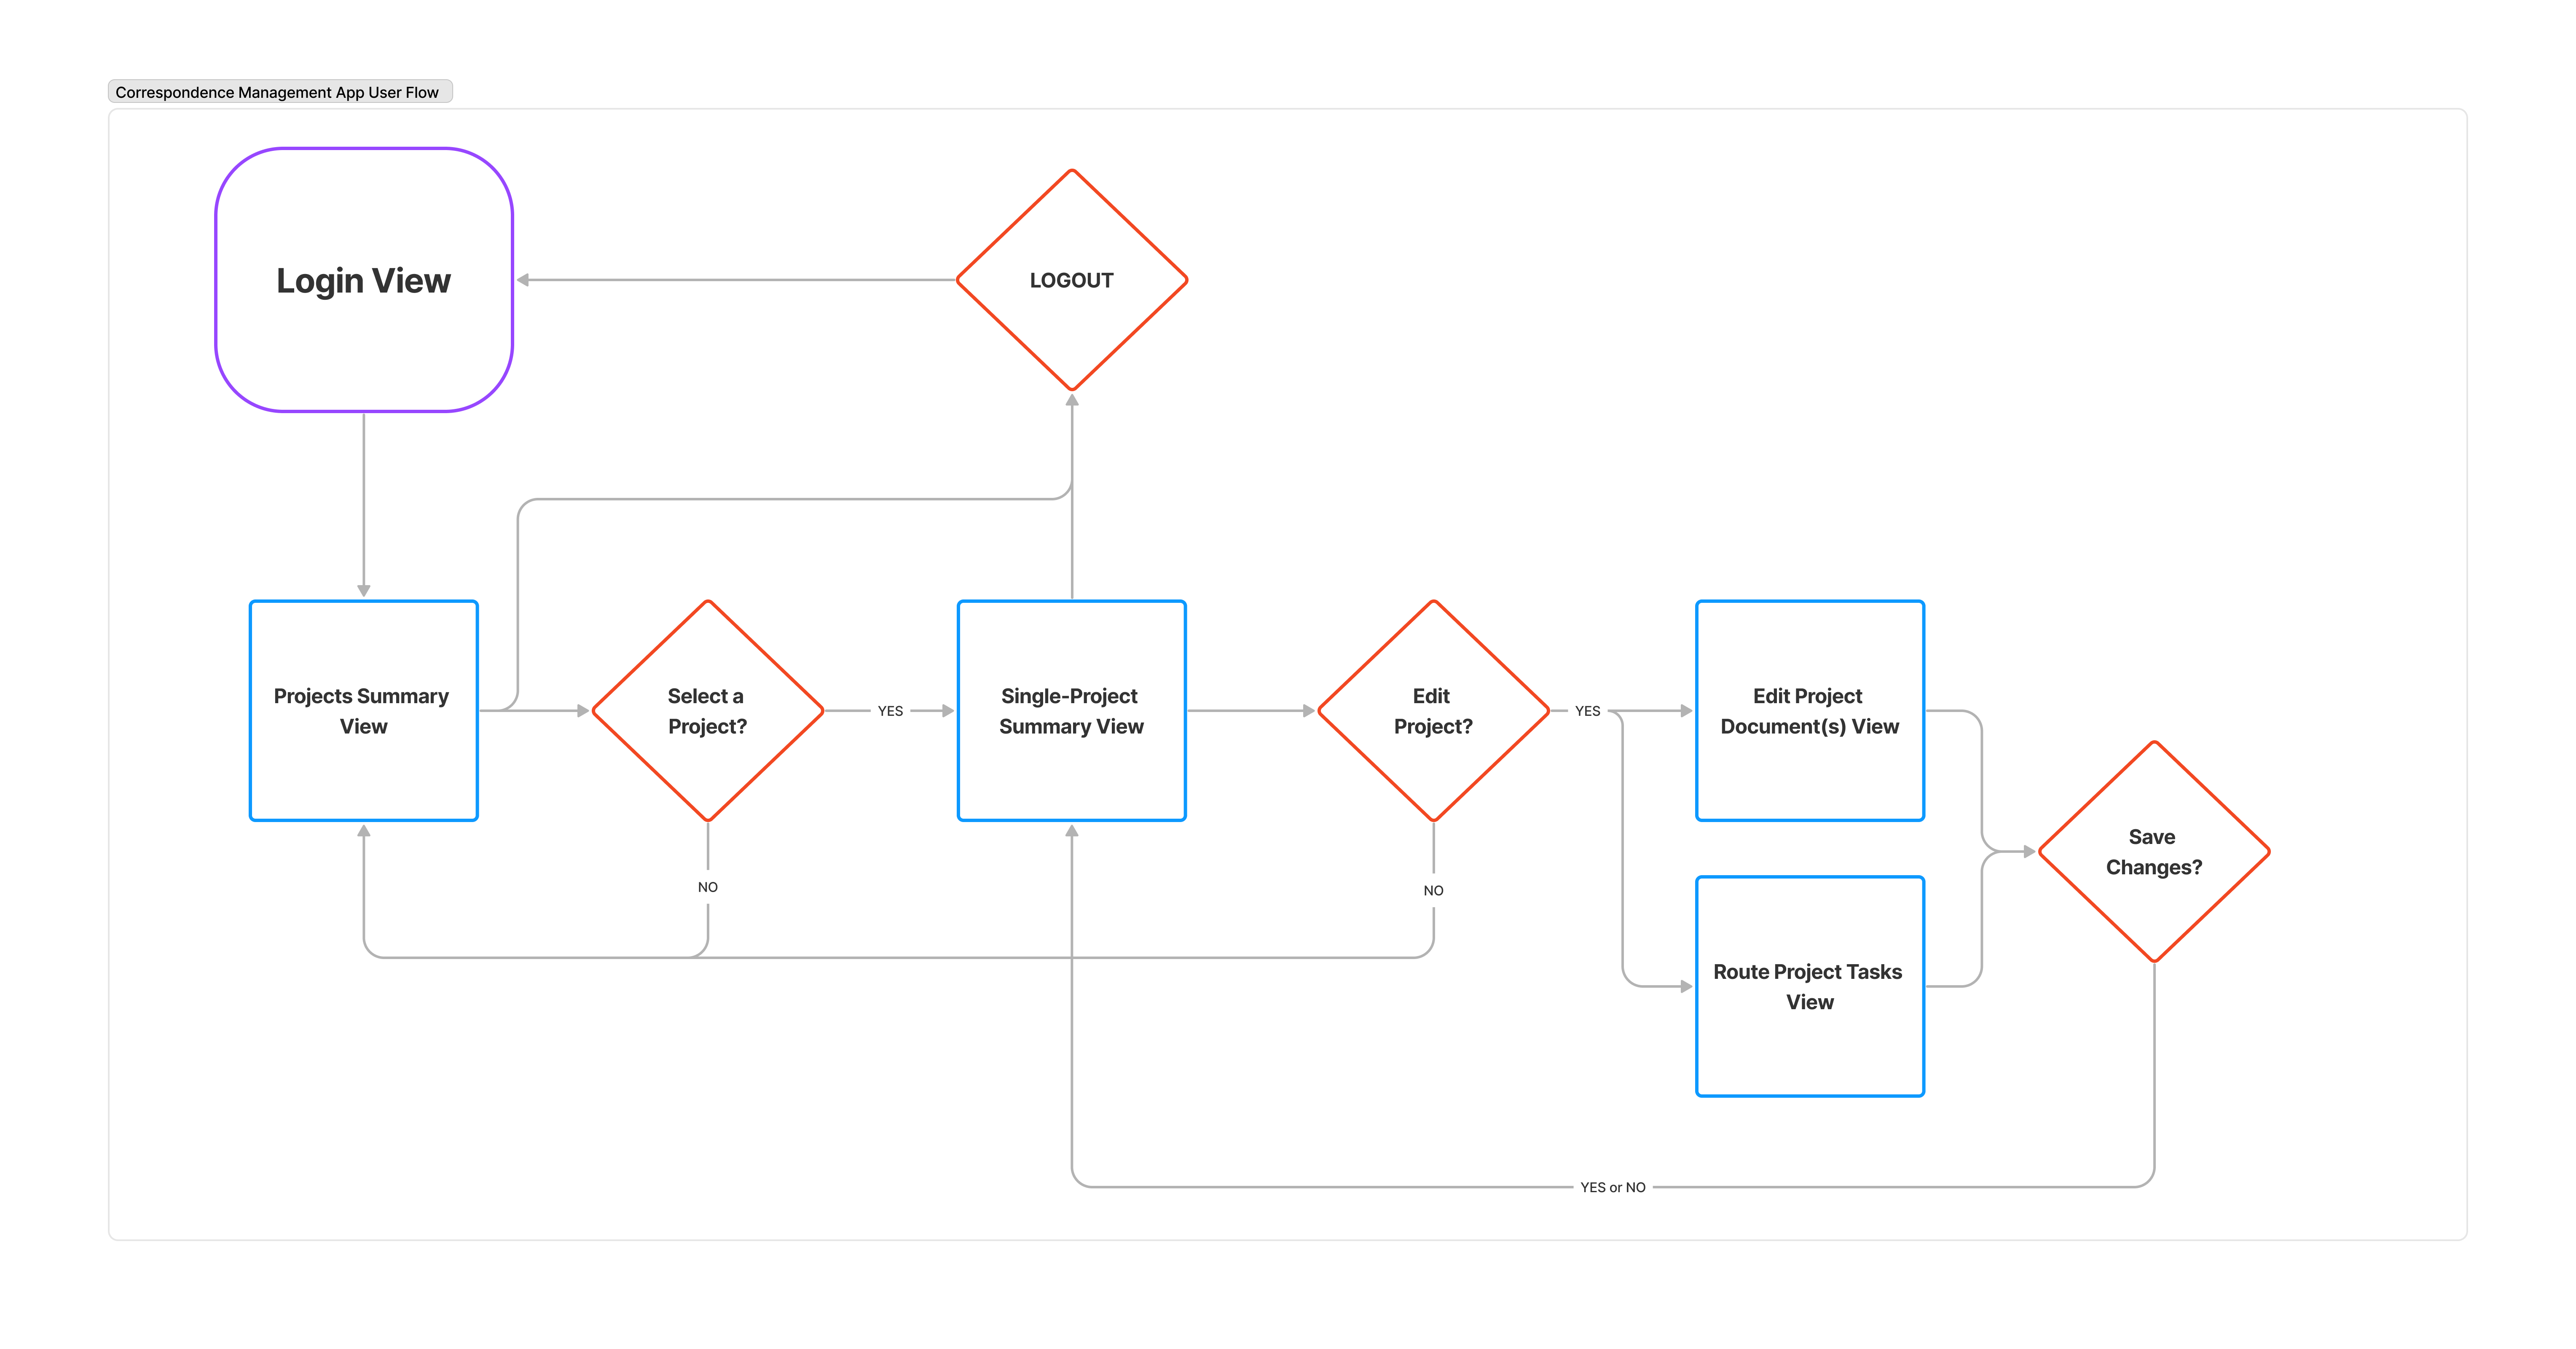 Correspondence Management App User Flow
Login View
LOGOUT
Projects Summary
View
Select a
Project?
YES
Single-Project
Summary View
Edit
Project?
YES
Edit Project
Document(s) View
Save
Changes?
NO
NO
Route Project Tasks
View
YES or NO